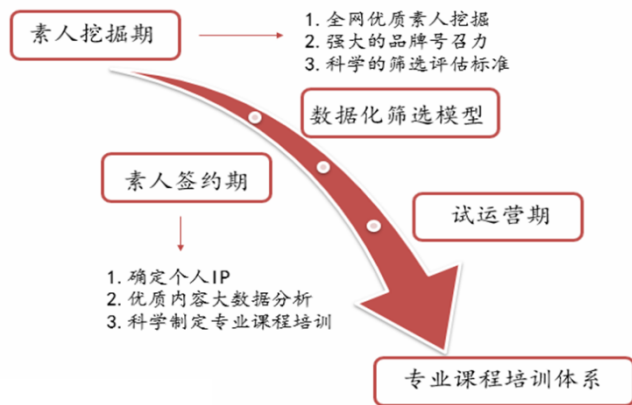 素人挖掘期
1. 全网优质素人挖掘
2. 强大的品牌号召力
3. 科学的筛选评估标准
数据化筛选模型
素人签约期
试运营期
1. 确定个人IP
2. 优质内容大数据分析
3. 科学制定专业课程培训
专业课程培训体系